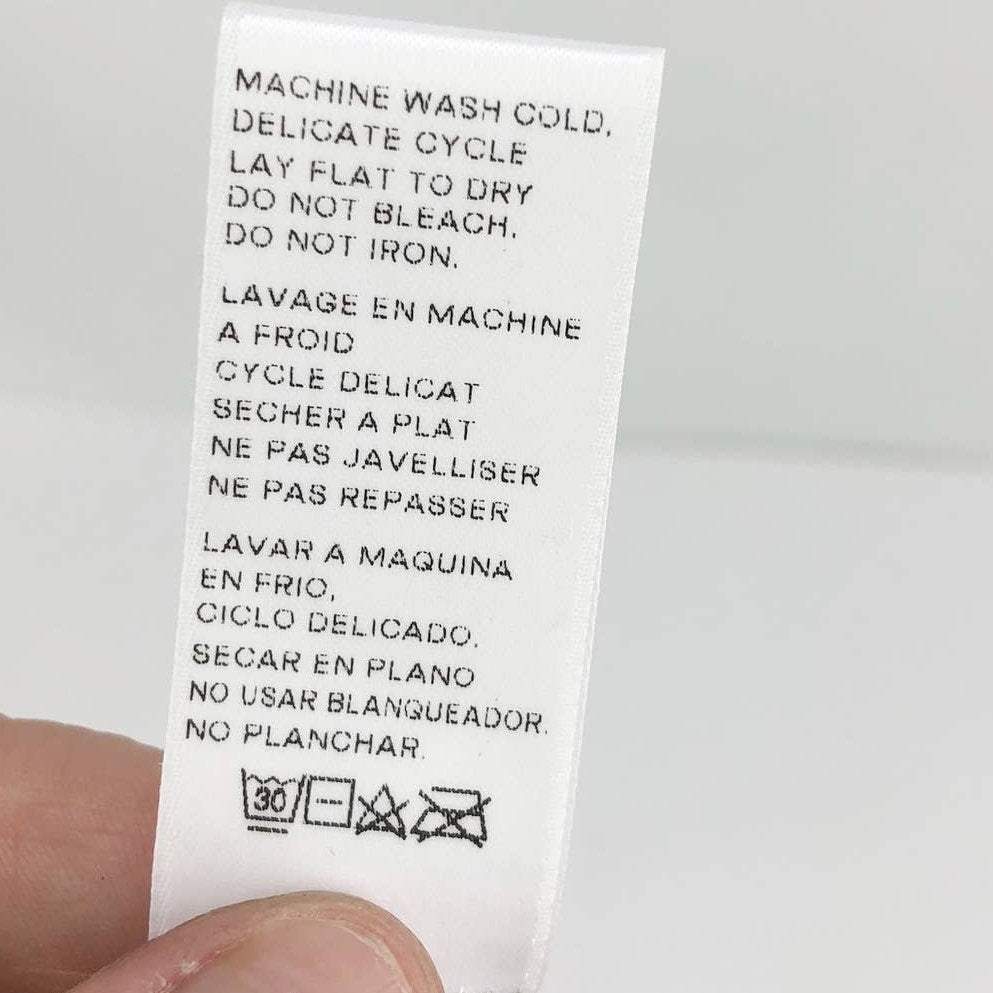 MACHINE WASH COLD,
DELICATE CYCLE
LAY FLAT TO DRY
DO NOT BLEACH.
DO NOT IRON.
LAVAGE EN MACHINE
A FROID
CYCLE DELICAT
SECHER A PLAT
NE PAS JAVELLISER
NE PAS REPASSER
LAVAR A MAQUINA
EN FRIO,
CICLO DELICADO.
SECAR EN PLANO
NO USAR BLANQUEADOR.
NO PLANCHAR.
30